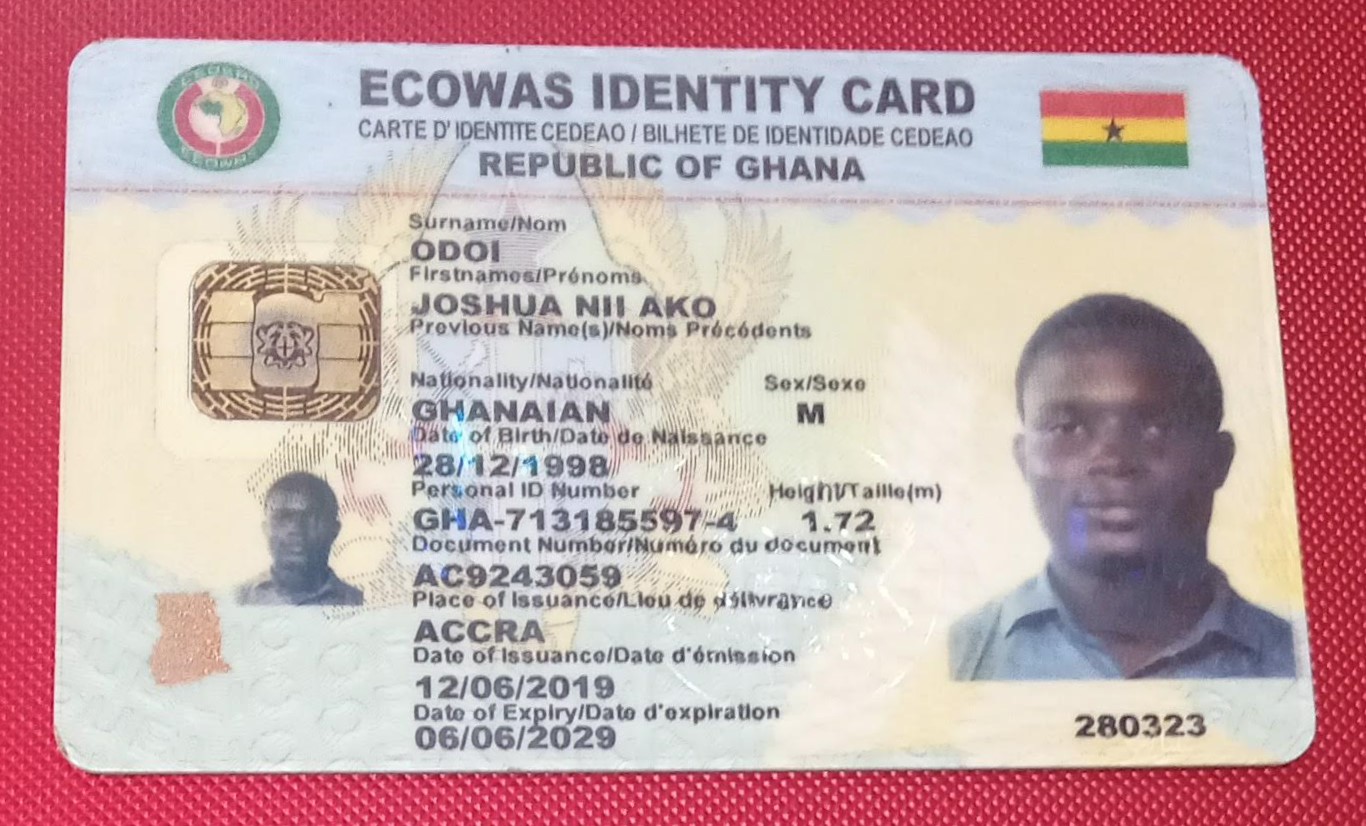 ECOWAS IDENTITY CARD
CARTE D' IDENTITE CEDEAO / BILHETE DE IDENTIDADE CEDEAO
REPUBLIC OF GHANA
Surname/Nom
ODOI
Firstnames/Prénoms
JOSHUA NII AKO
Previous Name(s)/Noms Précédents
Nationality/Nationalité Sex/Sexe
GHANAIAN M
Date of Birth/Date de Naissance
28/12/1998
Personal ID Number Height/Taille(m)
GHA-713185597-4 1.72
Document Number/Numéro du document
AC9243059
Place of Issuance/Lieu de délivrance
ACCRA
Date of Issuance/Date d'émission
12/06/2019
Date of Expiry/Date d'expiration
06/06/2029
280323